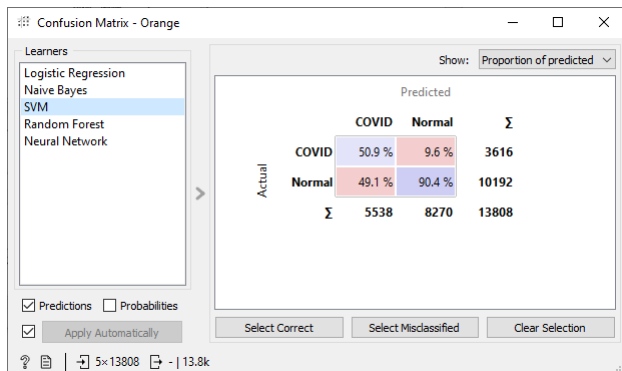 Confusion Matrix - Orange
Learners
Logistic Regression
Naive Bayes
SVM
Random Forest
Neural Network
Predictions Probabilities
Apply Automatically
Show: Proportion of predicted
Predicted
COVID Normal Σ
Actual
COVID 50.9 % 9.6 % 3616
Normal 49.1 % 90.4 % 10192
Σ 5538 8270 13808
Select Correct Select Misclassified Clear Selection
? 5×13808 - | 13.8k